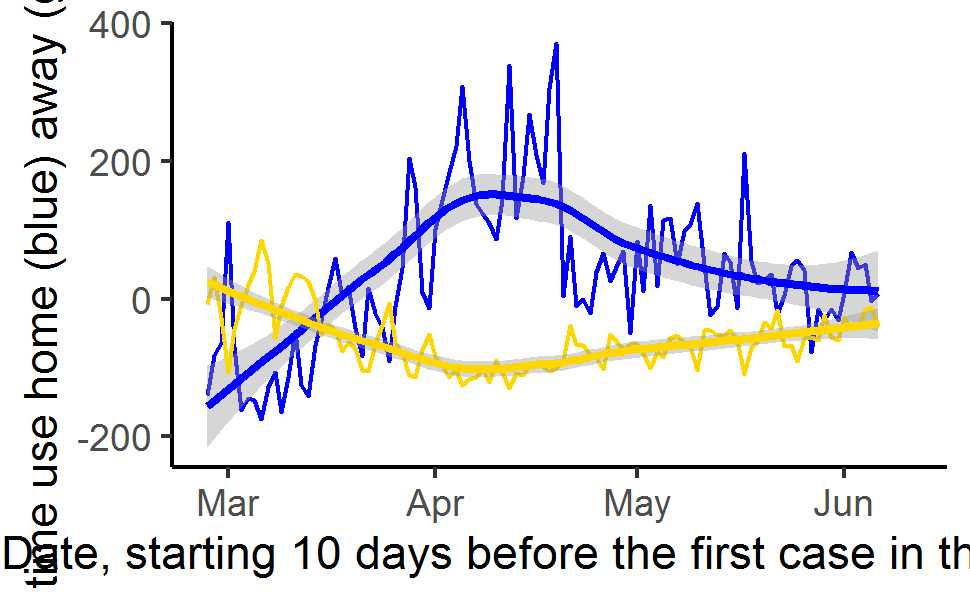 time use home (blue) away (
400
200
0
-200
Mar Apr May Jun
Date, starting 10 days before the first case in th